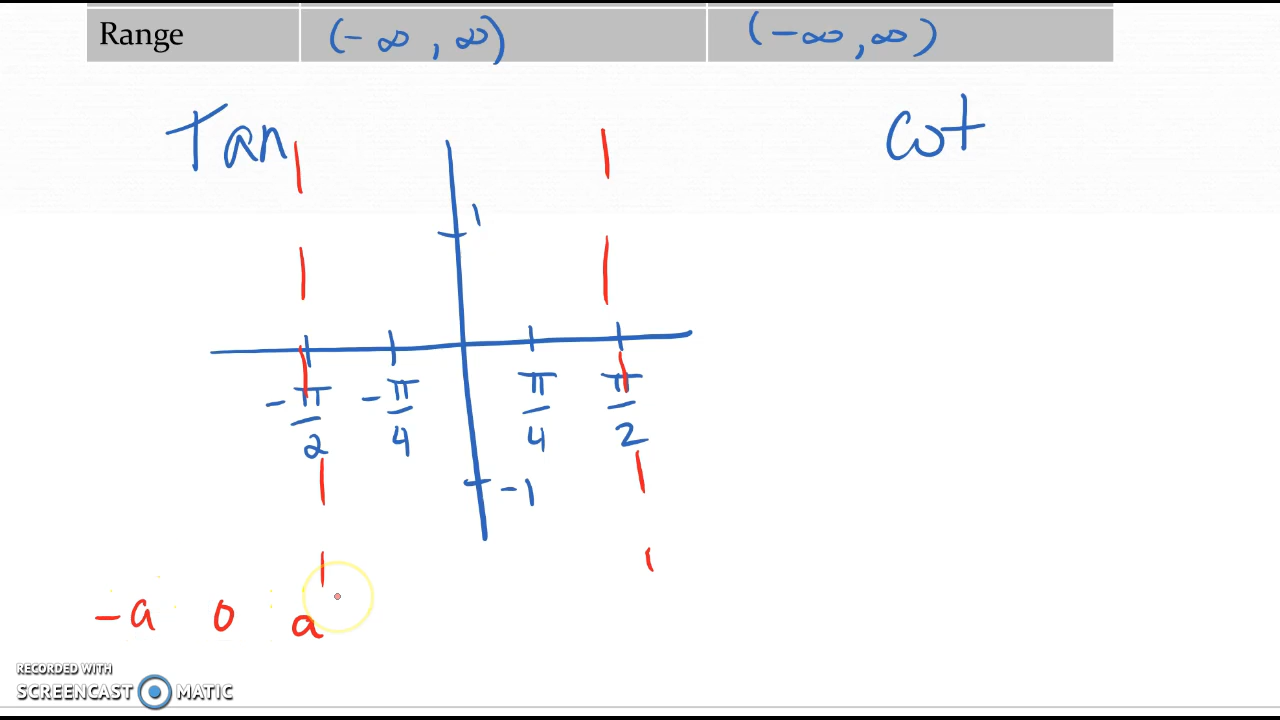 Range (-∞, ∞) (-∞, ∞)
Tan cot
1
-π/2 -π/4 π/4 π/2
-1
-a 0 a
RECORDED WITH
SCREENCAST MATIC